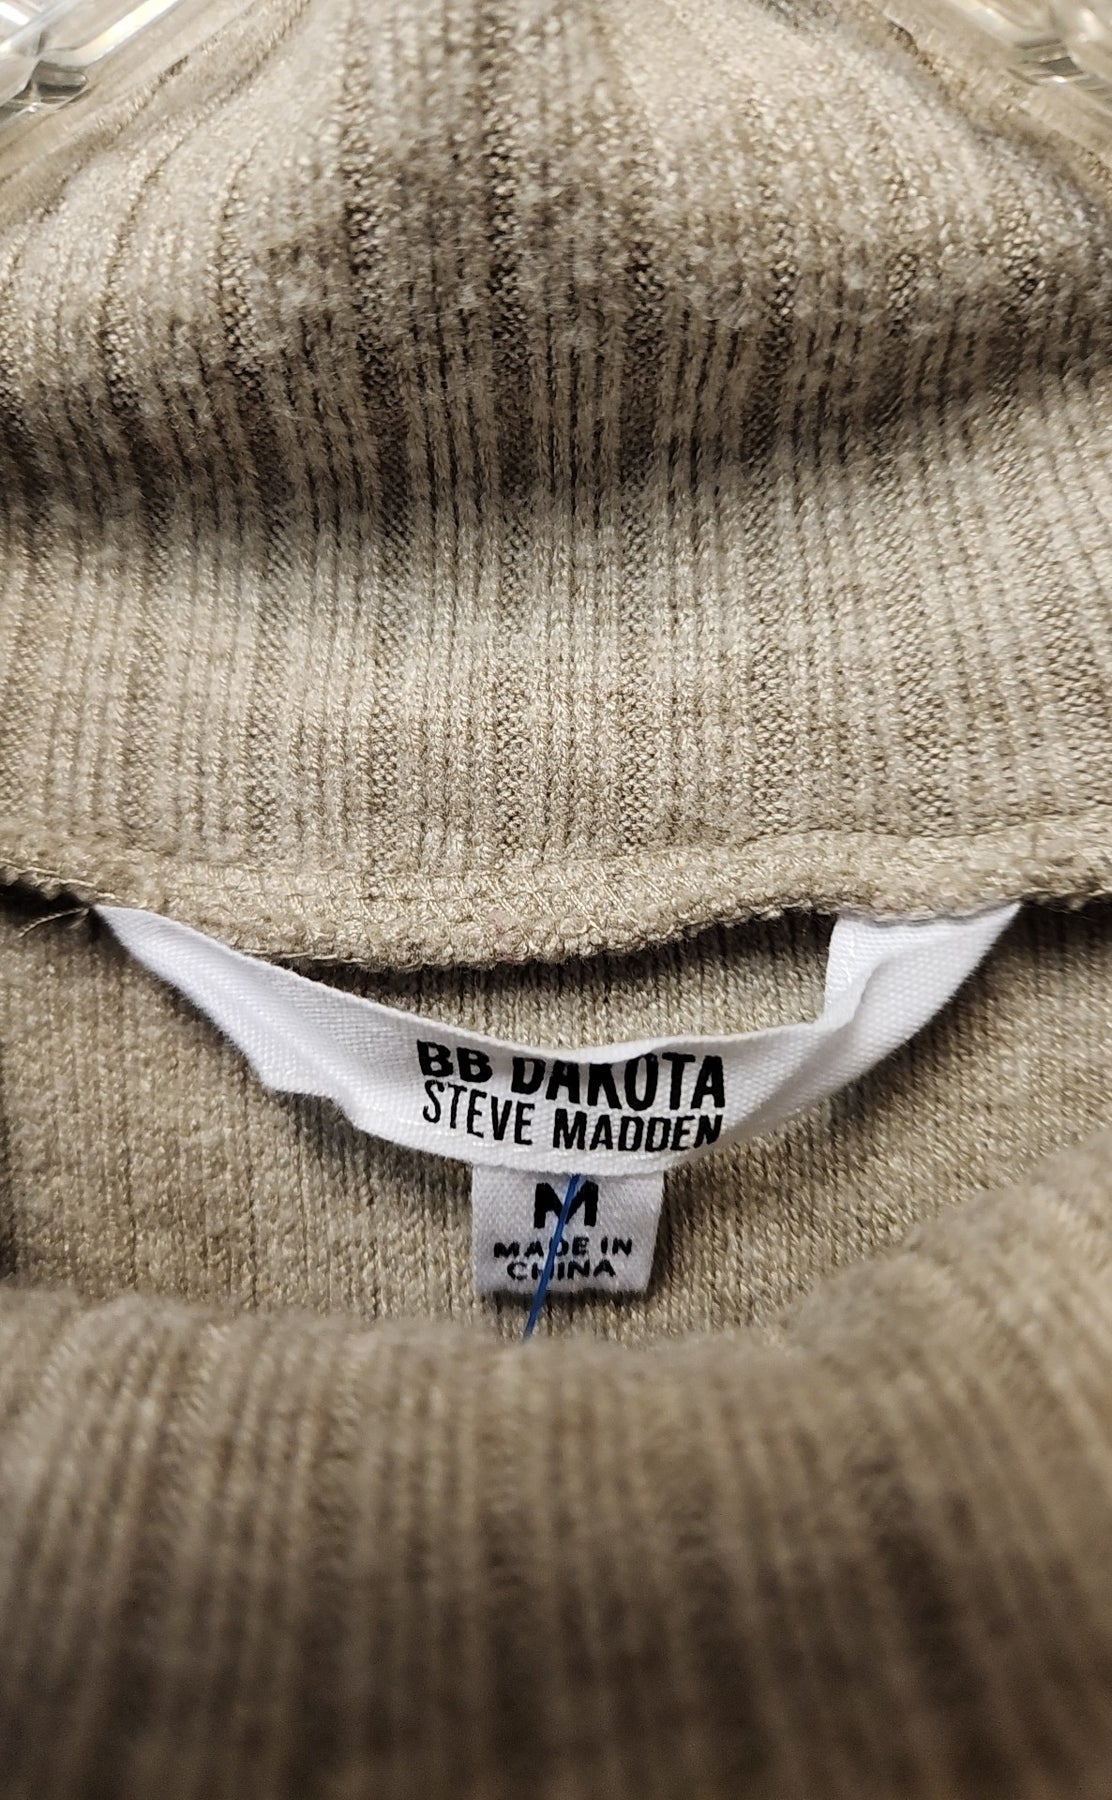 BB DAKOTA
STEVE MADDEN
M
MADE IN
CHINA